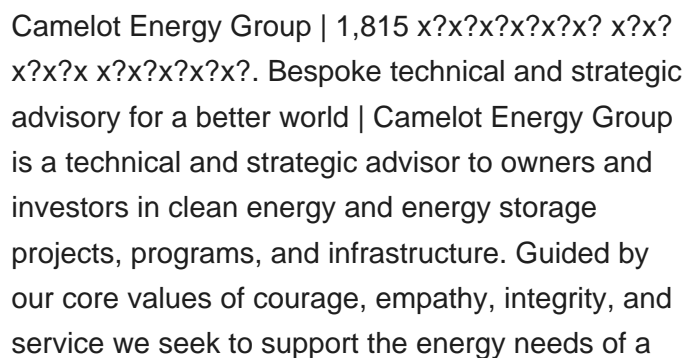 Camelot Energy Group | 1,815 x?x?x?x?x?x? x?x?
x?x?x x?x?x?x?x?. Bespoke technical and strategic
advisory for a better world | Camelot Energy Group
is a technical and strategic advisor to owners and
investors in clean energy and energy storage
projects, programs, and infrastructure. Guided by
our core values of courage, empathy, integrity, and
service we seek to support the energy needs of a